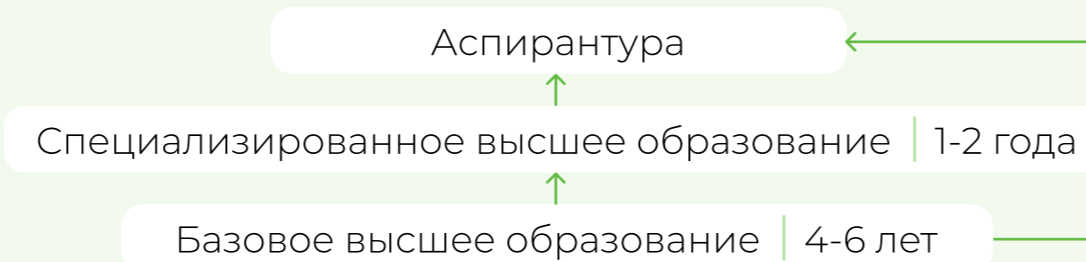 Аспирантура
Специализированное высшее образование | 1-2 года
Базовое высшее образование | 4-6 лет